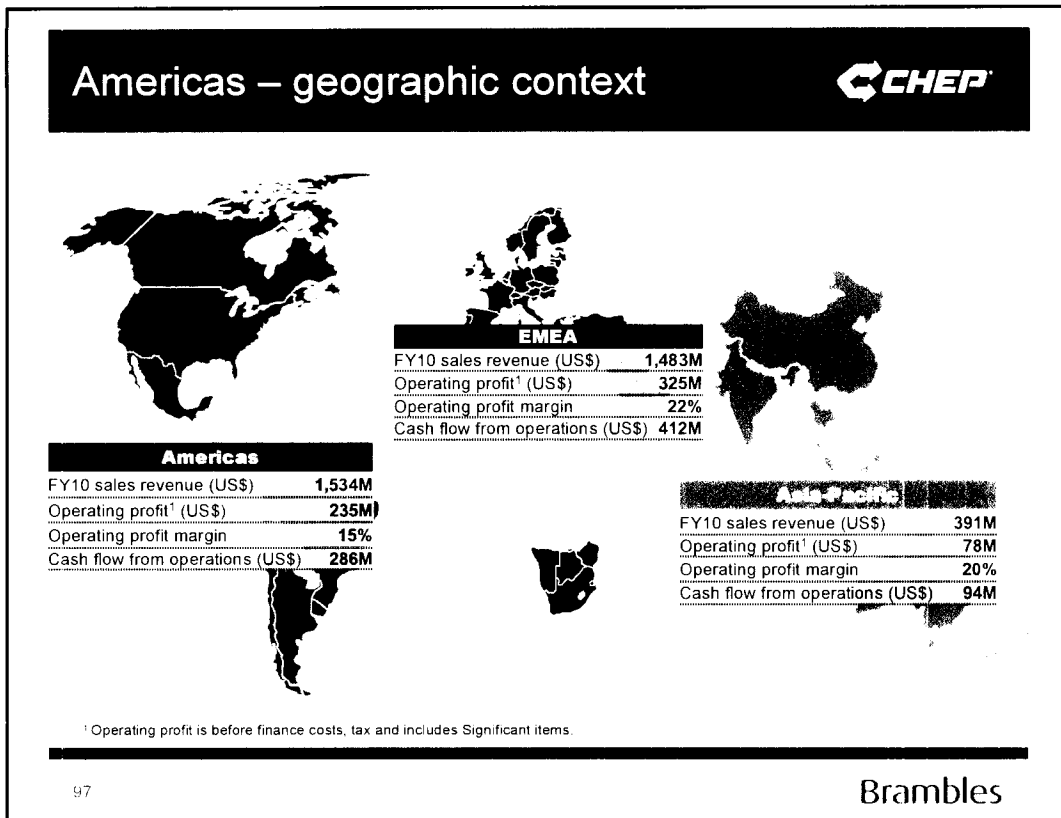 Americas – geographic context
CHEP
EMEA
FY10 sales revenue (US$) 1,483M
Operating profit¹ (US$) 325M
Operating profit margin 22%
Cash flow from operations (US$) 412M
Americas
FY10 sales revenue (US$) 1,534M
Operating profit¹ (US$) 235M
Operating profit margin 15%
Cash flow from operations (US$) 286M
Asia-Pacific
FY10 sales revenue (US$) 391M
Operating profit¹ (US$) 78M
Operating profit margin 20%
Cash flow from operations (US$) 94M
¹ Operating profit is before finance costs, tax and includes Significant items.
97
Brambles